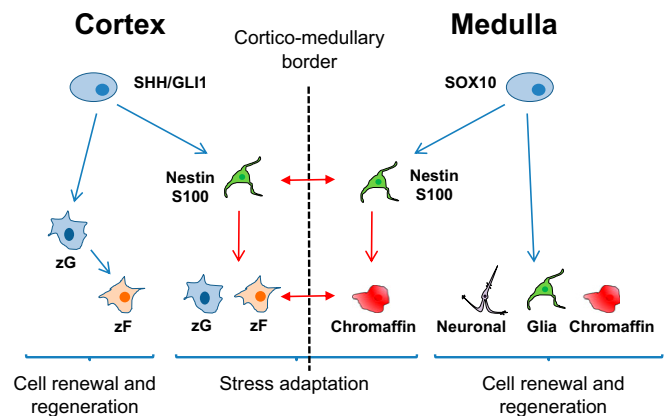 Cortex
Cortico-medullary
border
Medulla
SHH/GLI1
SOX10
Nestin
S100
Nestin
S100
zG
zF
zG
zF
Chromaffin
Neuronal
Glia
Chromaffin
Cell renewal and
regeneration
Stress adaptation
Cell renewal and
regeneration